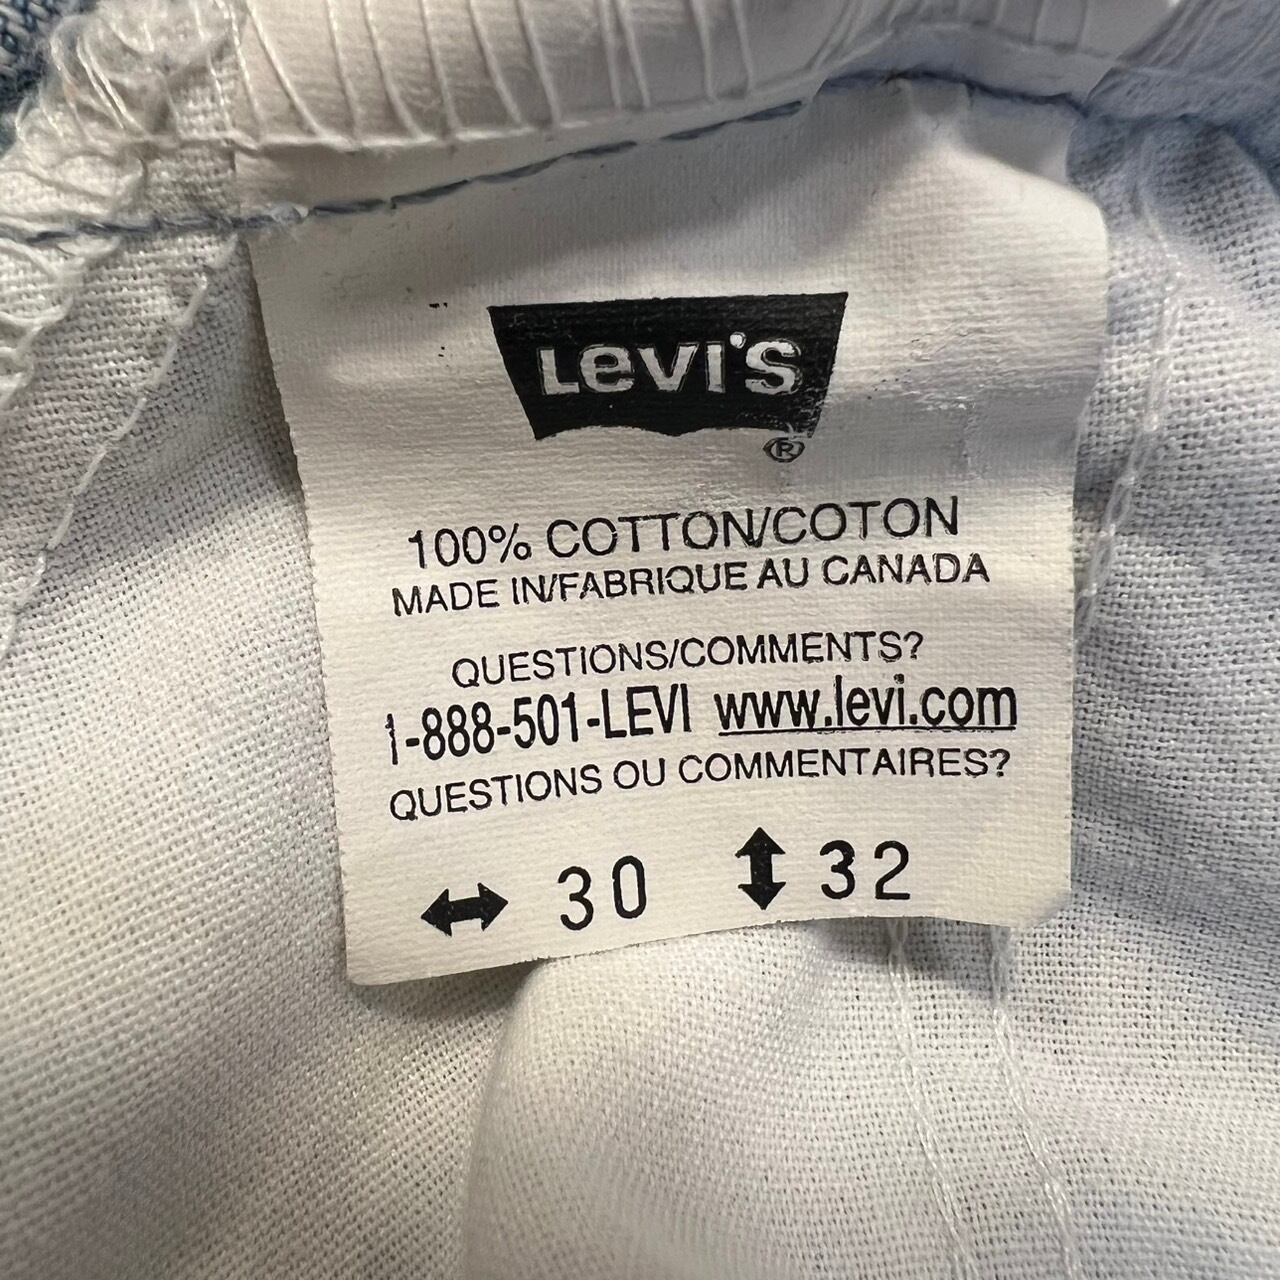 Levi's
®
100% COTTON/COTON
MADE IN/FABRIQUE AU CANADA
QUESTIONS/COMMENTS?
1-888-501-LEVI www.levi.com
QUESTIONS OU COMMENTAIRES?
↔ 30 ↕ 32